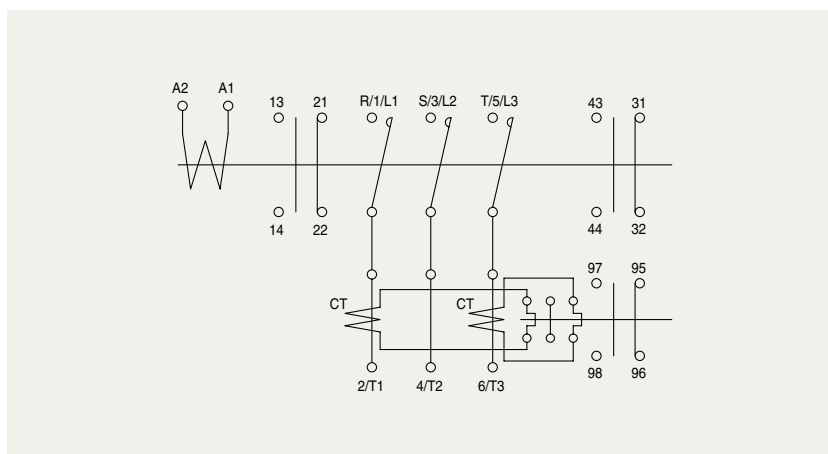 A2 A1
13 21 R/1/L1 S/3/L2 T/5/L3 43 31
14 22 44 32
97 95
CT CT
98 96
2/T1 4/T2 6/T3